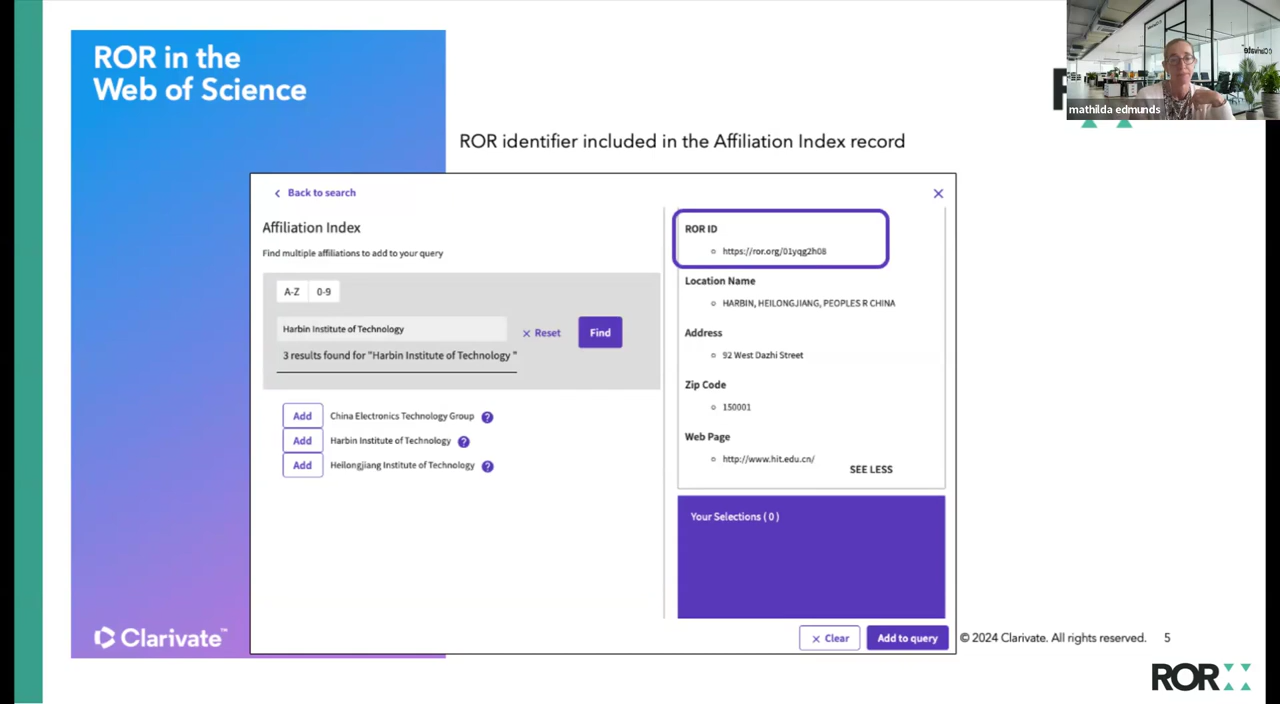 ROR in the
Web of Science
mathilda edmunds
ROR identifier included in the Affiliation Index record
Back to search
Affiliation Index
Find multiple affiliations to add to your query
A-Z
0-9
Harbin Institute of Technology
Reset
Find
3 results found for "Harbin Institute of Technology "
Add China Electronics Technology Group ?
Add Harbin Institute of Technology ?
Add Heilongjiang Institute of Technology ?
ROR ID
https://ror.org/01yqg2h08
Location Name
HARBIN, HEILONGJIANG, PEOPLES R CHINA
Address
92 West Dazhi Street
Zip Code
150001
Web Page
http://www.hit.edu.cn/
SEE LESS
Your Selections ( 0 )
Clear
Add to query
Clarivate™
© 2024 Clarivate. All rights reserved. 5
ROR